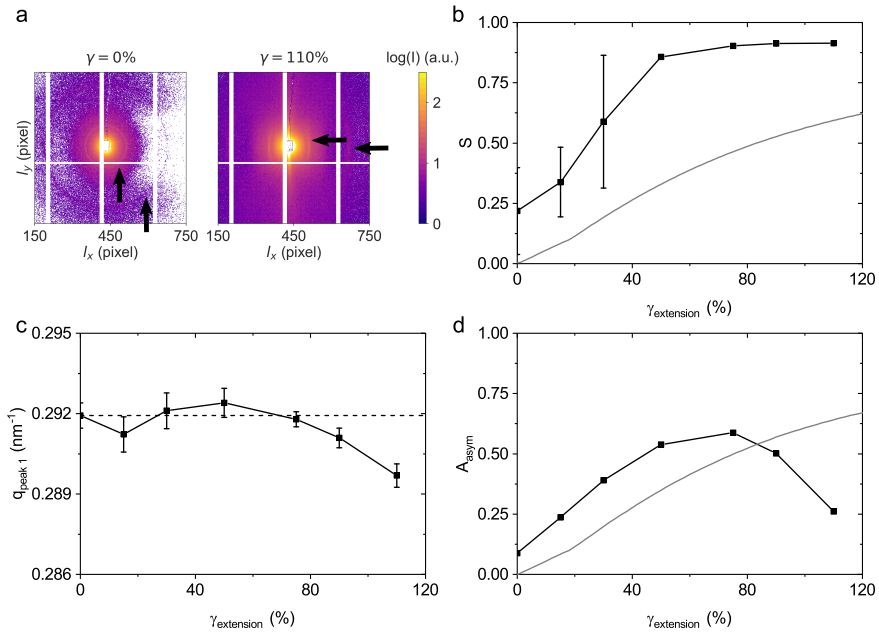 a
γ = 0%
γ = 110%
log(I) (a.u.)
I_y (pixel)
2
1
0
150
450
750
150
450
750
I_x (pixel)
I_x (pixel)
b
1.00
0.75
0.50
0.25
0.00
S
0
40
80
120
γ_extension (%)
c
0.295
0.292
0.289
0.286
q_peak 1 (nm⁻¹)
0
40
80
120
γ_extension (%)
d
1.00
0.75
0.50
0.25
0.00
A_asym
0
40
80
120
γ_extension (%)